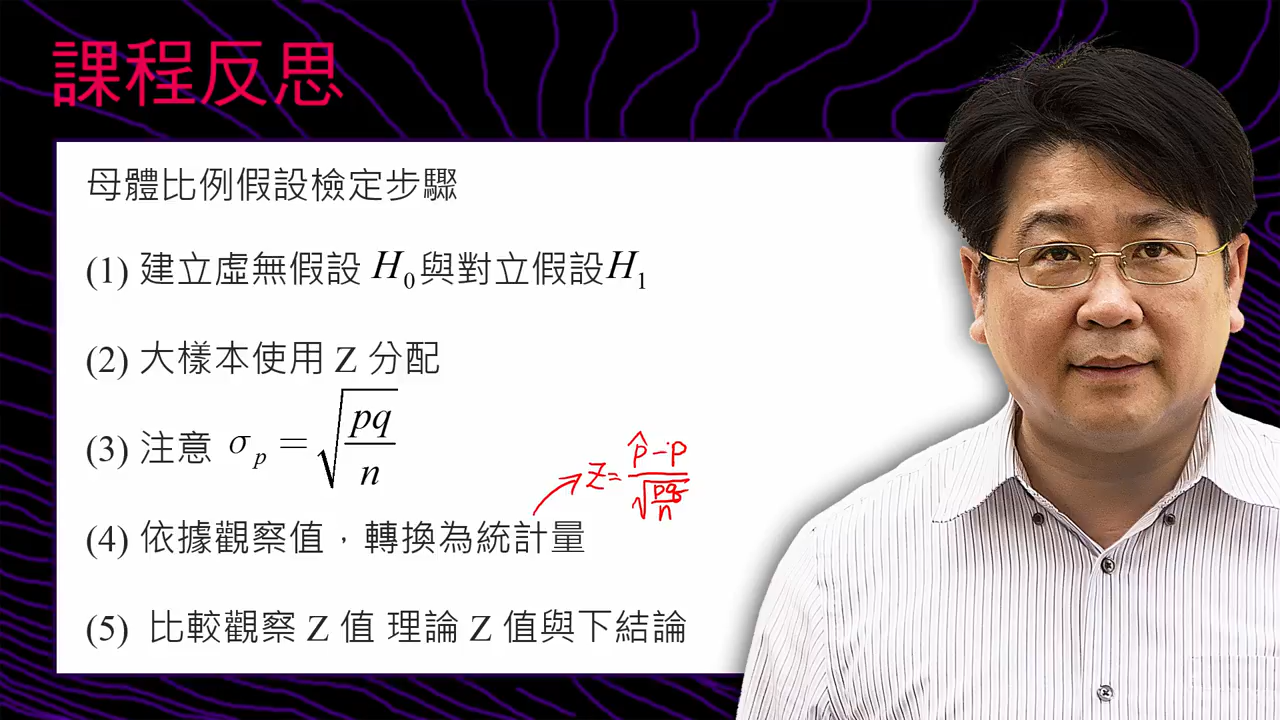 課程反思
母體比例假設檢定步驟
(1) 建立虛無假設 H₀與對立假設H₁
(2) 大樣本使用 Z 分配
(3) 注意 σₚ = √(pq/n)
Z = (p̂ - p)/√(pq/n)
(4) 依據觀察值，轉換為統計量
(5) 比較觀察 Z 值 理論 Z 值與下結論